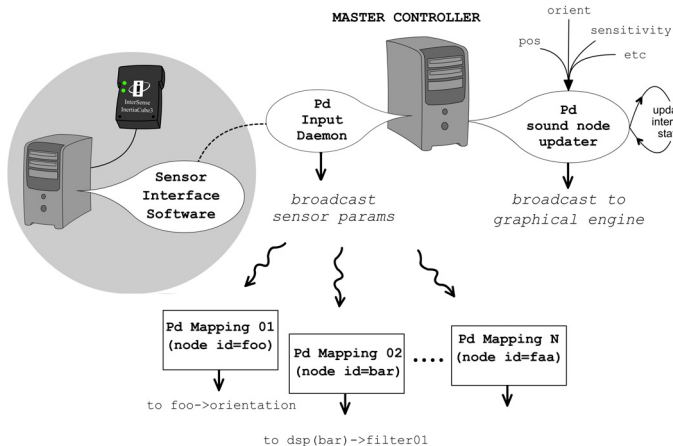 MASTER CONTROLLER
orient
pos
sensitivity
etc
InterSense
InertiaCube3
Pd
Input
Daemon
Pd
sound node
updater
Sensor
Interface
Software
broadcast
sensor params
broadcast to
graphical engine
Pd Mapping 01
(node id=foo)
Pd Mapping 02
(node id=bar)
....
Pd Mapping N
(node id=faa)
to foo->orientation
to dsp(bar)->filter01